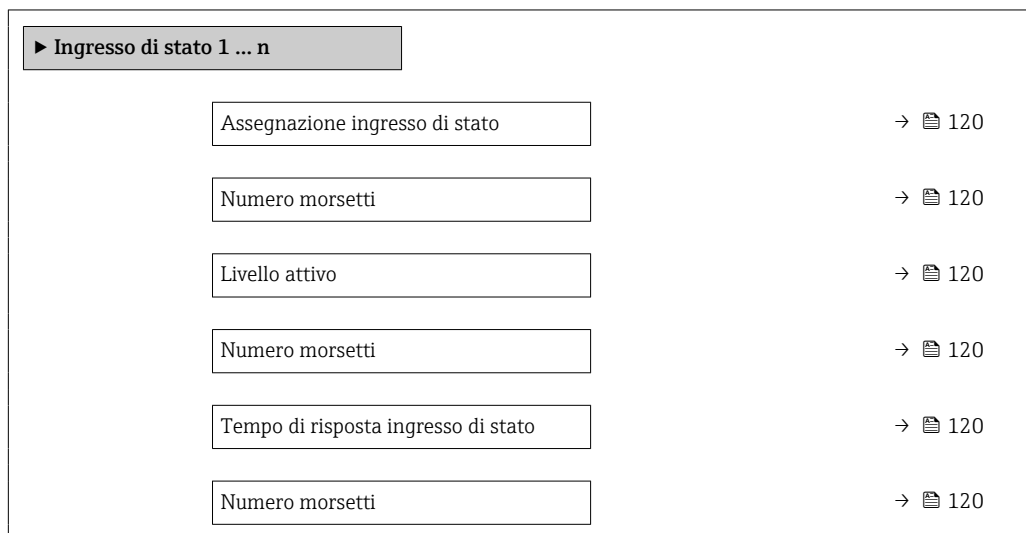 ▶ Ingresso di stato 1 … n
Assegnazione ingresso di stato → 120
Numero morsetti → 120
Livello attivo → 120
Numero morsetti → 120
Tempo di risposta ingresso di stato → 120
Numero morsetti → 120